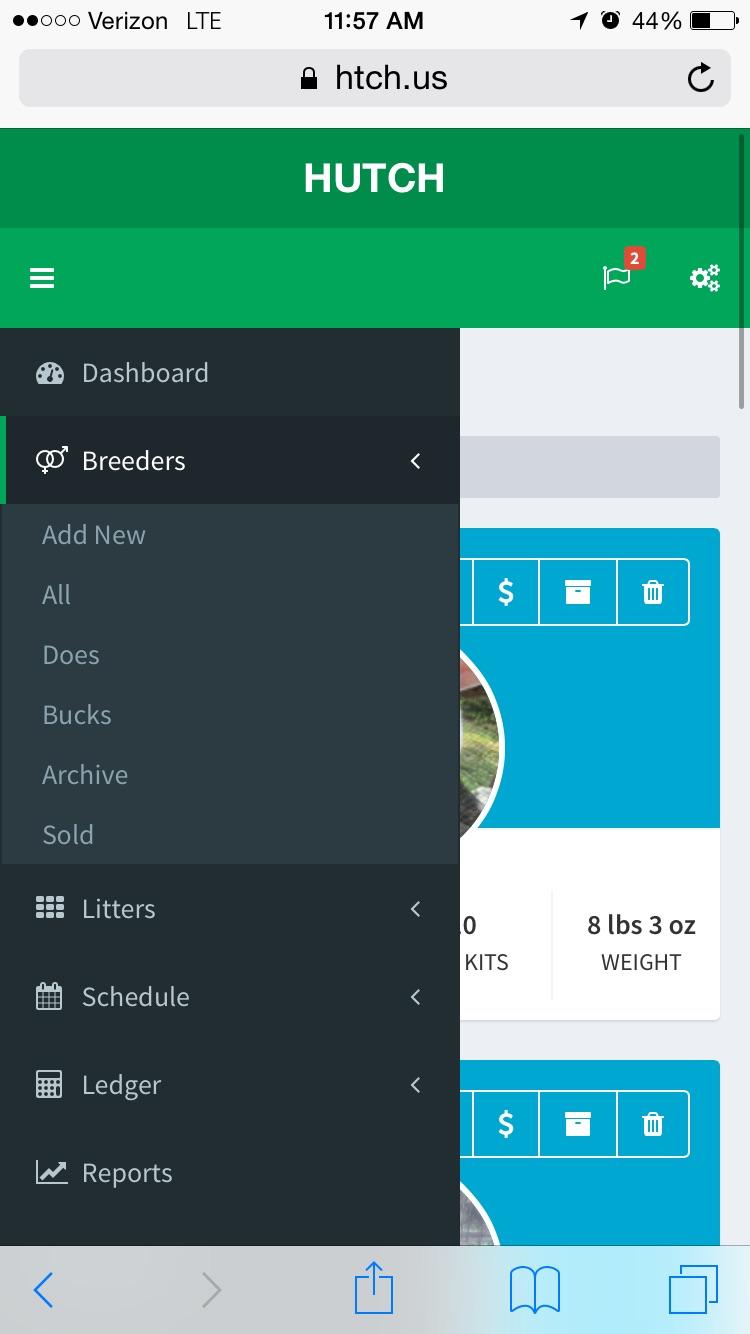 Verizon LTE 11:57 AM 44%
htch.us
HUTCH
2
Dashboard
Breeders
Add New
All
Does
Bucks
Archive
Sold
Litters
.0 8 lbs 3 oz
KITS WEIGHT
Schedule
Ledger
Reports
$
$